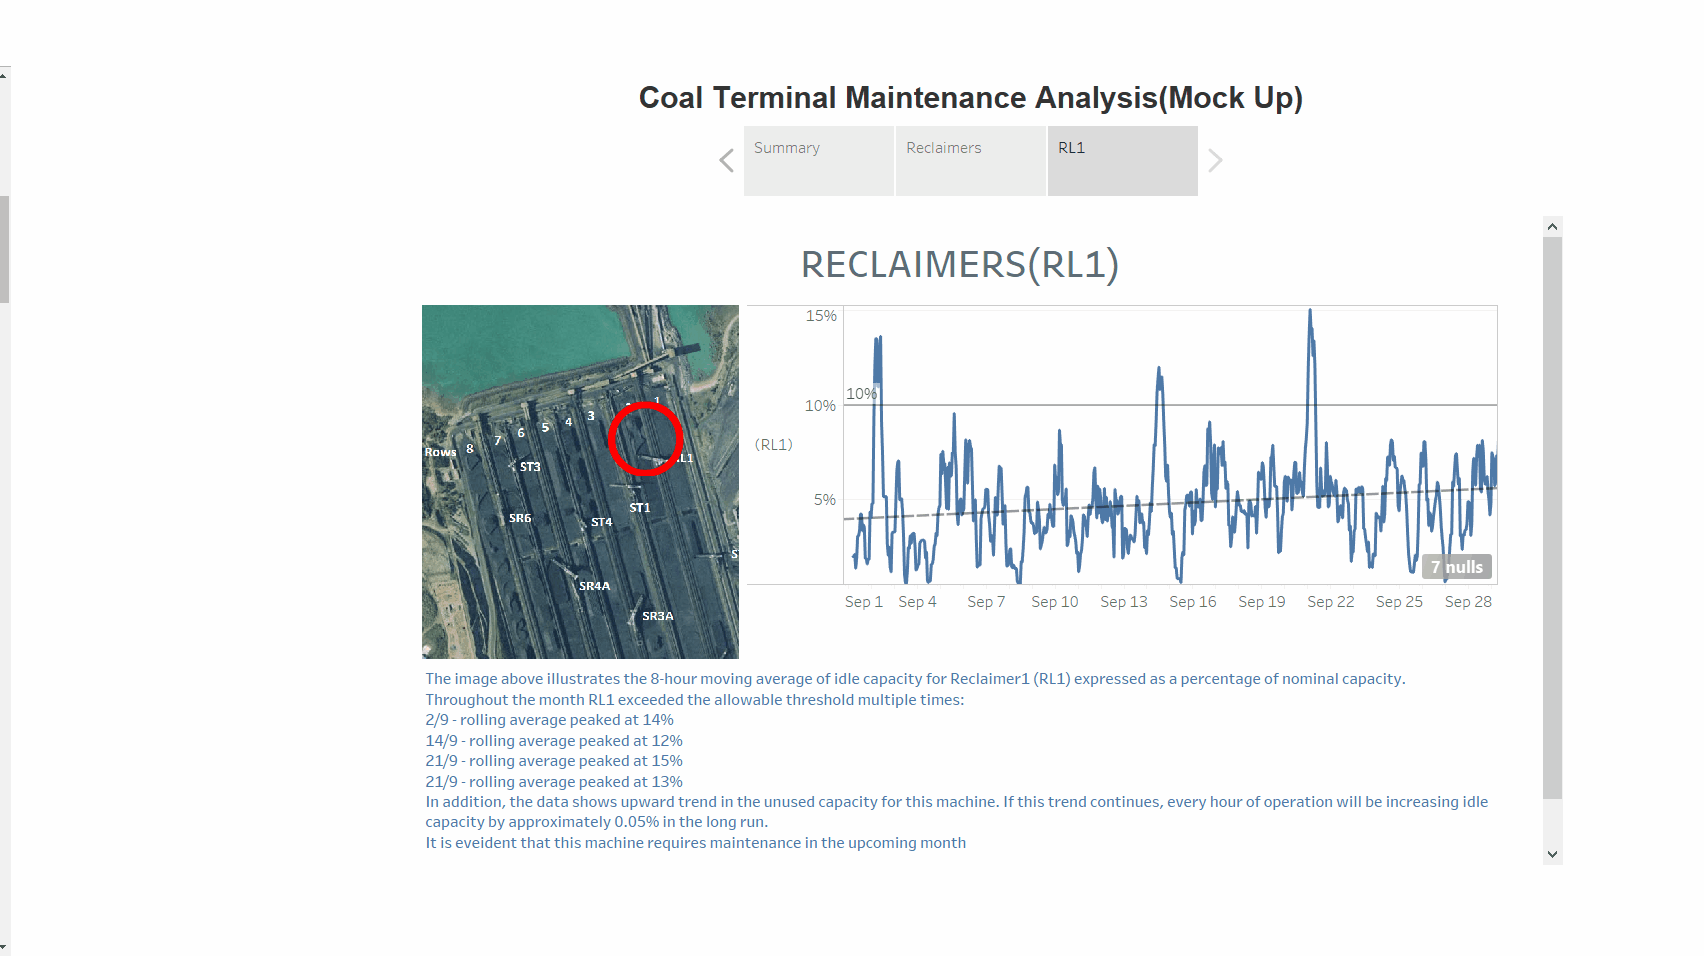 Coal Terminal Maintenance Analysis(Mock Up)
Summary
Reclaimers
RL1
RECLAIMERS(RL1)
Rows
8
7
6
5
4
3
1
RL1
ST3
ST1
SR6
ST4
SR4A
SR3A
(RL1)
15%
10%
5%
10%
7 nulls
Sep 1 Sep 4 Sep 7 Sep 10 Sep 13 Sep 16 Sep 19 Sep 22 Sep 25 Sep 28
The image above illustrates the 8-hour moving average of idle capacity for Reclaimer1 (RL1) expressed as a percentage of nominal capacity.
Throughout the month RL1 exceeded the allowable threshold multiple times:
2/9 - rolling average peaked at 14%
14/9 - rolling average peaked at 12%
21/9 - rolling average peaked at 15%
21/9 - rolling average peaked at 13%
In addition, the data shows upward trend in the unused capacity for this machine. If this trend continues, every hour of operation will be increasing idle
capacity by approximately 0.05% in the long run.
It is eveident that this machine requires maintenance in the upcoming month